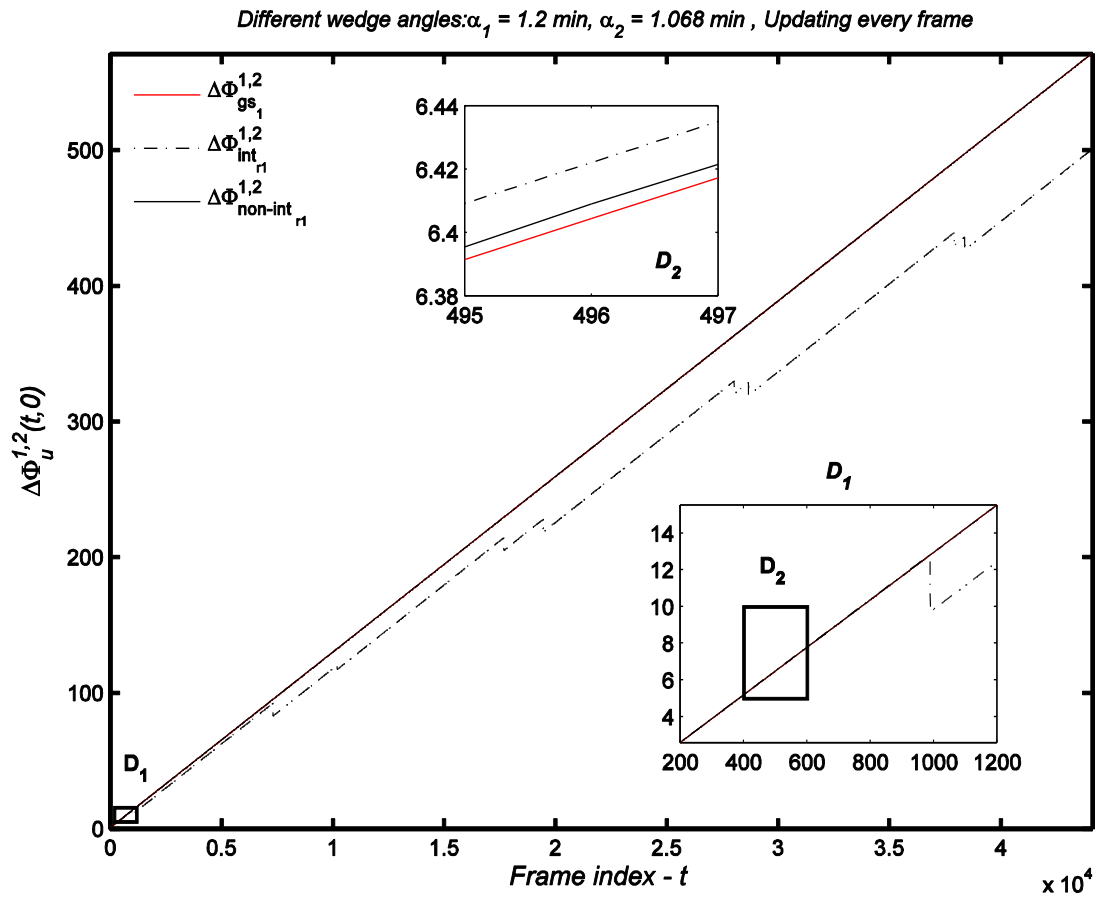 Different wedge angles:α1 = 1.2 min, α2 = 1.068 min , Updating every frame
ΔΦ1,2gs1
ΔΦ1,2intr1
ΔΦ1,2non-intr1
6.44
6.42
6.4
6.38
495 496 497
D2
500
400
300
200
100
0
ΔΦu1,2(t,0)
D1
14
12
10
8
6
4
D2
200 400 600 800 1000 1200
D1
0 0.5 1 1.5 2 2.5 3 3.5 4
Frame index - t
x 104